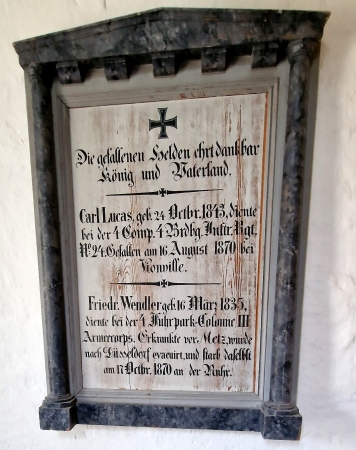 Die gefallenen Helden ehrt dankbar
König und Vaterland.
Carl Lucas, geb. 24 Octbr. 1843, diente
bei der 4 Comp. 4 Brdbg. Inftr. Rgt.
No 24. Gefallen am 16 August 1870 bei
Vionville.
Friedr. Wendler geb. 16 März 1835,
diente bei der 4 Fuhrpark-Colonne III
Armeecorps. Erkrankte vor Metz, wurde
nach Düsseldorf evacuirt, und starb daselbst
am 17 Octbr. 1870 an der Ruhr.